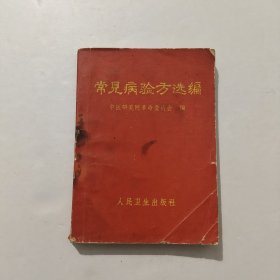 常见病验方选编
中医研究院革命委员会 编
人民卫生出版社